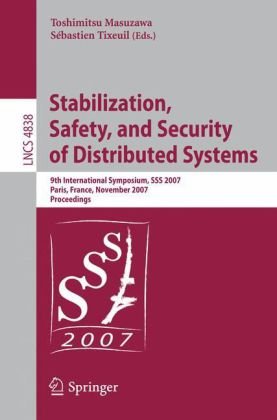 Toshimitsu Masuzawa
Sébastien Tixeuil (Eds.)
LNCS 4838
Stabilization,
Safety, and Security
of Distributed Systems
9th International Symposium, SSS 2007
Paris, France, November 2007
Proceedings
SSS
2007
Springer